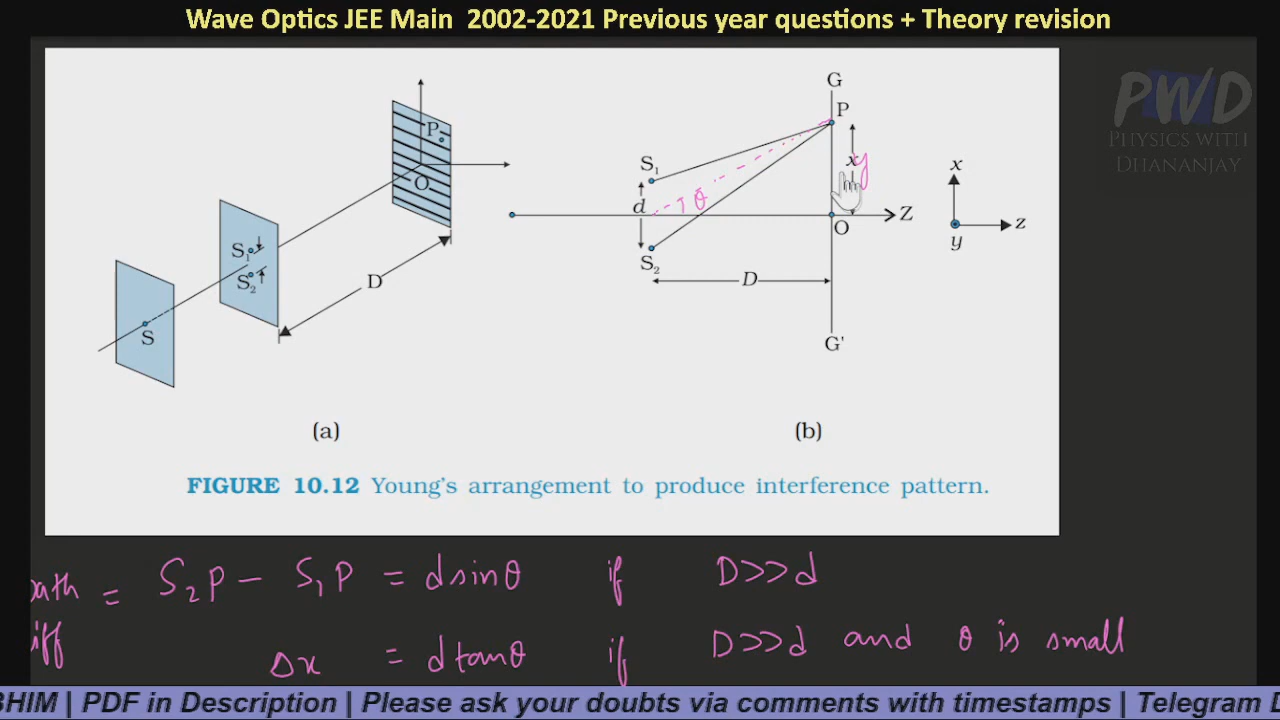 Wave Optics JEE Main 2002-2021 Previous year questions + Theory revision
PWD
PHYSICS WITH
DHANANJAY
P
O
S₁
S₂
D
S
(a)
G
P
S₁
x
y
d
θ
O
Z
S₂
D
G'
x
z
y
(b)
FIGURE 10.12 Young's arrangement to produce interference pattern.
path = S₂P - S₁P = d sinθ if D>>d
diff
Δx = d tanθ if D>>d and θ is small
BHIM | PDF in Description | Please ask your doubts via comments with timestamps | Telegram